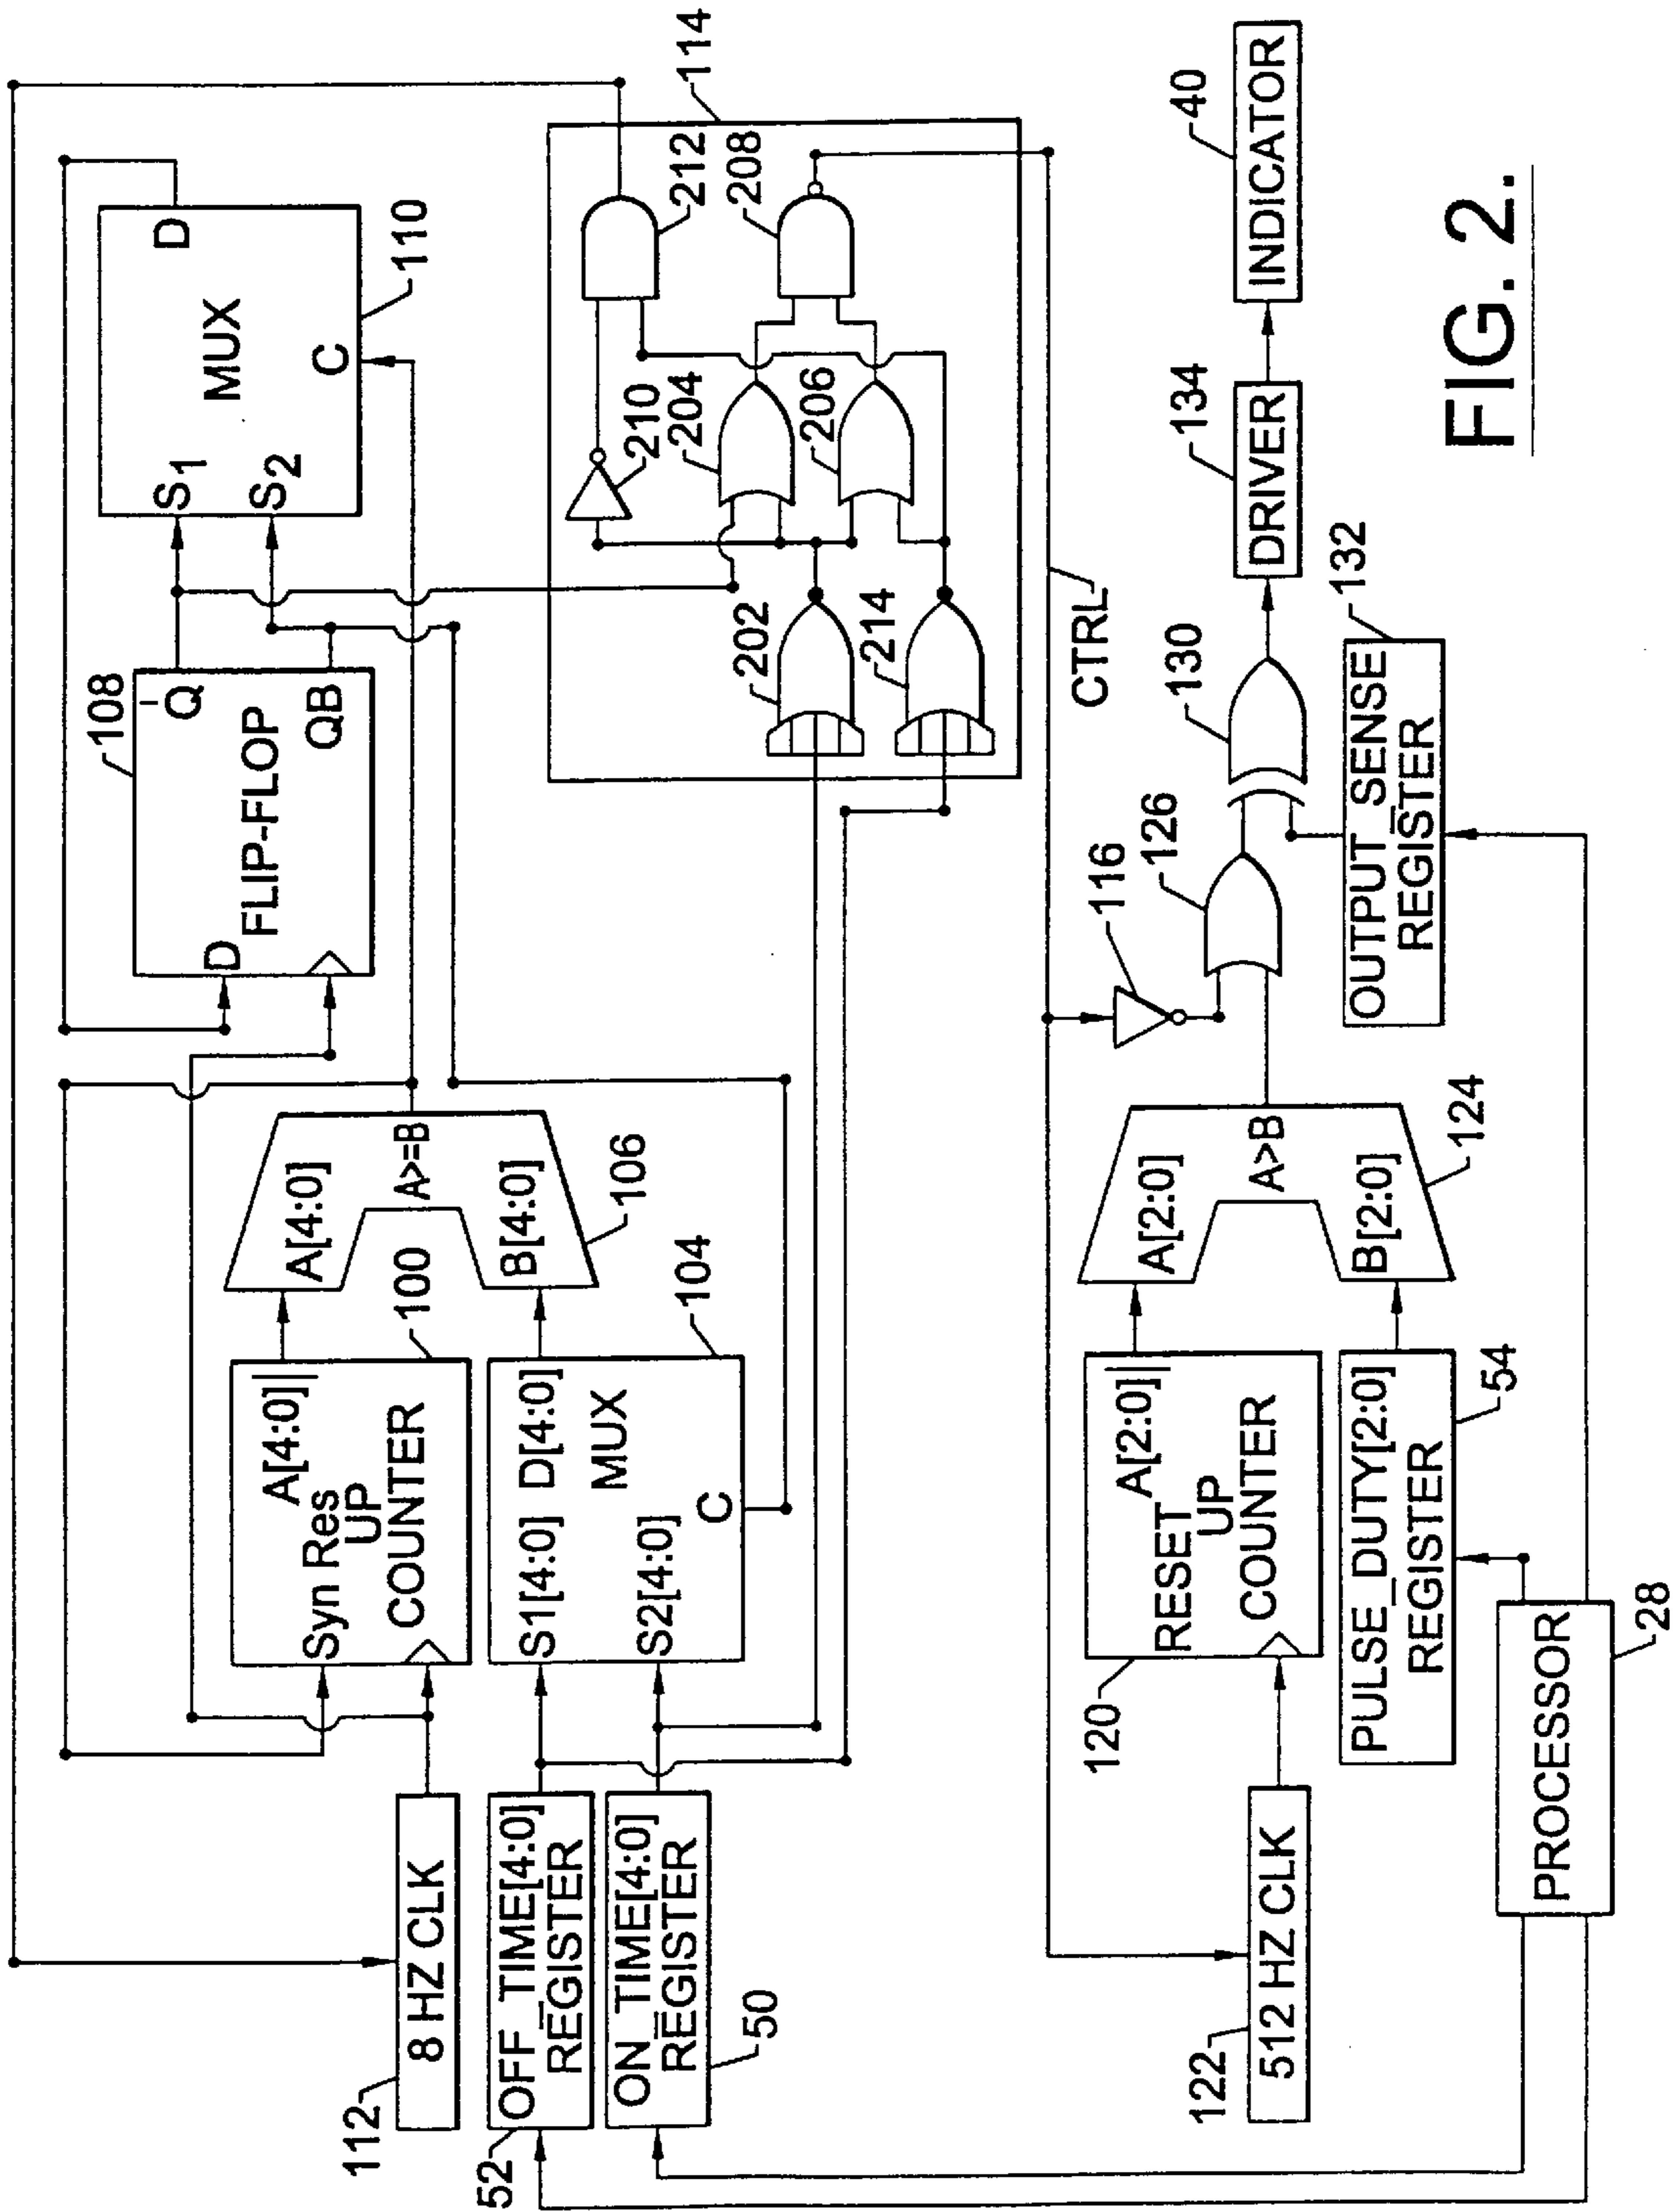 108
FLIP-FLOP
D
Q
QB
MUX
S1
S2
D
C
110
112
8 HZ CLK
Syn Res
A[4:0]
UP
COUNTER
100
A[4:0]
A>=B
B[4:0]
106
52
OFF_TIME[4:0]
REGISTER
ON_TIME[4:0]
REGISTER
50
S1[4:0]
D[4:0]
MUX
S2[4:0]
C
104
114
202
214
210
204
206
212
208
CTRL
122
512 HZ CLK
120
A[2:0]
RESET
UP
COUNTER
A[2:0]
A>B
B[2:0]
124
PULSE_DUTY[2:0]
REGISTER
54
116
126
130
OUTPUT_SENSE
REGISTER
132
DRIVER
134
INDICATOR
40
PROCESSOR
28
FIG. 2.